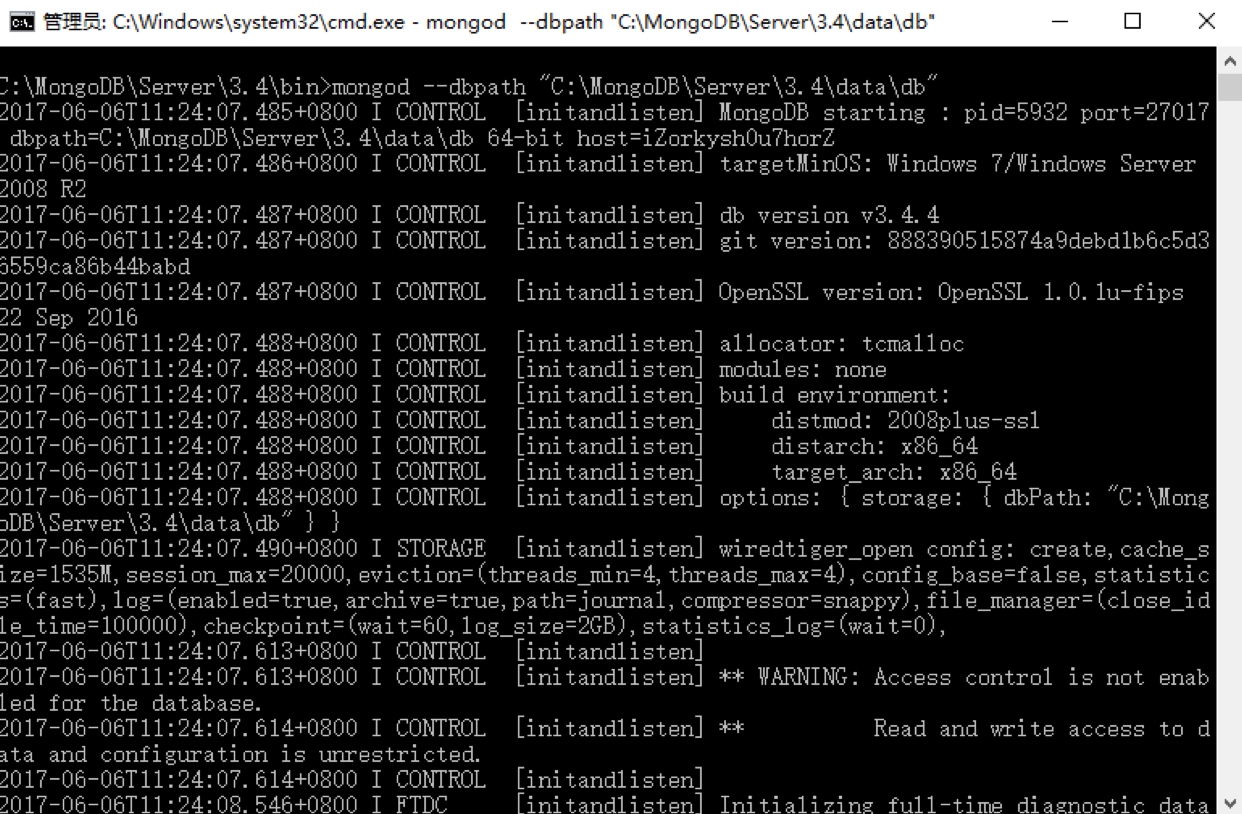 管理员: C:\Windows\system32\cmd.exe - mongod  --dbpath "C:\MongoDB\Server\3.4\data\db"
C:\MongoDB\Server\3.4\bin>mongod --dbpath "C:\MongoDB\Server\3.4\data\db"
2017-06-06T11:24:07.485+0800 I CONTROL  [initandlisten] MongoDB starting : pid=5932 port=27017
 dbpath=C:\MongoDB\Server\3.4\data\db 64-bit host=iZorkysh0u7horZ
2017-06-06T11:24:07.486+0800 I CONTROL  [initandlisten] targetMinOS: Windows 7/Windows Server
2008 R2
2017-06-06T11:24:07.487+0800 I CONTROL  [initandlisten] db version v3.4.4
2017-06-06T11:24:07.487+0800 I CONTROL  [initandlisten] git version: 888390515874a9debd1b6c5d3
6559ca86b44babd
2017-06-06T11:24:07.487+0800 I CONTROL  [initandlisten] OpenSSL version: OpenSSL 1.0.1u-fips
22 Sep 2016
2017-06-06T11:24:07.488+0800 I CONTROL  [initandlisten] allocator: tcmalloc
2017-06-06T11:24:07.488+0800 I CONTROL  [initandlisten] modules: none
2017-06-06T11:24:07.488+0800 I CONTROL  [initandlisten] build environment:
2017-06-06T11:24:07.488+0800 I CONTROL  [initandlisten]     distmod: 2008plus-ssl
2017-06-06T11:24:07.488+0800 I CONTROL  [initandlisten]     distarch: x86_64
2017-06-06T11:24:07.488+0800 I CONTROL  [initandlisten]     target_arch: x86_64
2017-06-06T11:24:07.488+0800 I CONTROL  [initandlisten] options: { storage: { dbPath: "C:\Mong
oDB\Server\3.4\data\db" } }
2017-06-06T11:24:07.490+0800 I STORAGE  [initandlisten] wiredtiger_open config: create,cache_s
ize=1535M,session_max=20000,eviction=(threads_min=4,threads_max=4),config_base=false,statistic
s=(fast),log=(enabled=true,archive=true,path=journal,compressor=snappy),file_manager=(close_id
le_time=100000),checkpoint=(wait=60,log_size=2GB),statistics_log=(wait=0),
2017-06-06T11:24:07.613+0800 I CONTROL  [initandlisten]
2017-06-06T11:24:07.613+0800 I CONTROL  [initandlisten] ** WARNING: Access control is not enab
led for the database.
2017-06-06T11:24:07.614+0800 I CONTROL  [initandlisten] **          Read and write access to d
ata and configuration is unrestricted.
2017-06-06T11:24:07.614+0800 I CONTROL  [initandlisten]
2017-06-06T11:24:08.546+0800 I FTDC     [initandlisten] Initializing full-time diagnostic data